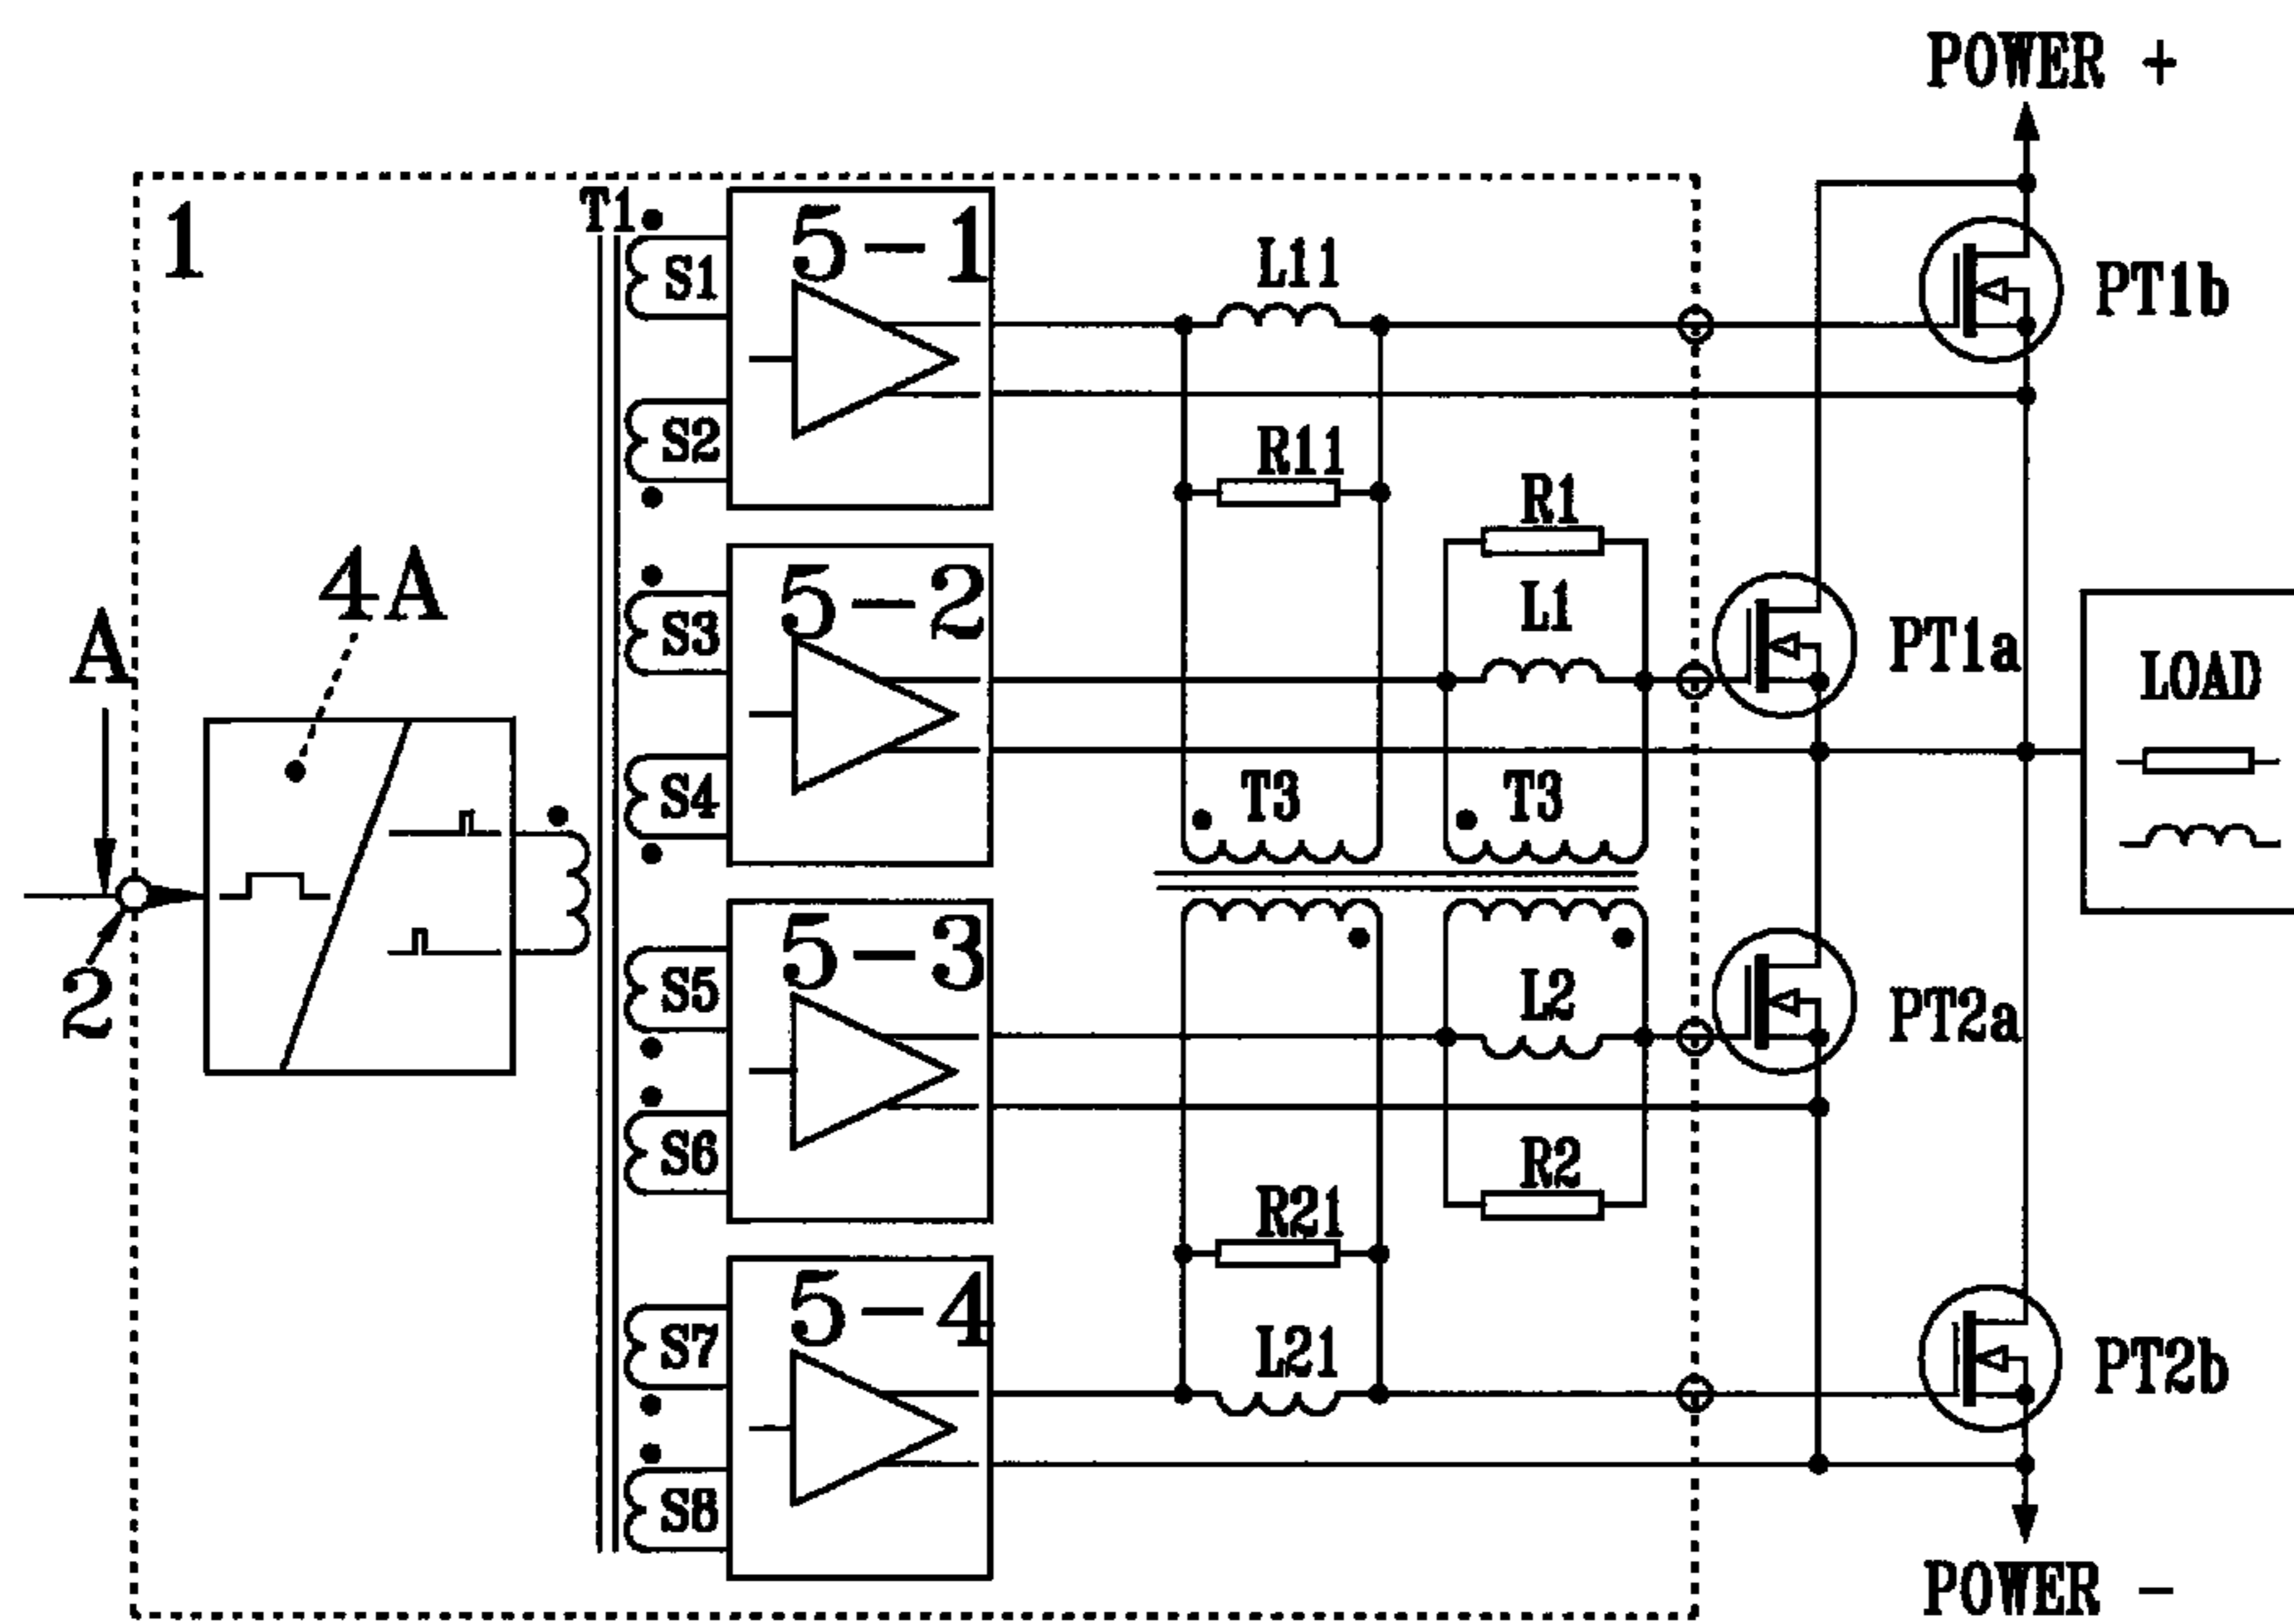 POWER +
1
T1
S1
5-1
L11
PT1b
S2
R11
R1
4A
5-2
S3
L1
PT1a
A
LOAD
S4
T3
T3
2
5-3
S5
L2
PT2a
S6
R2
R21
5-4
S7
L21
PT2b
S8
POWER -